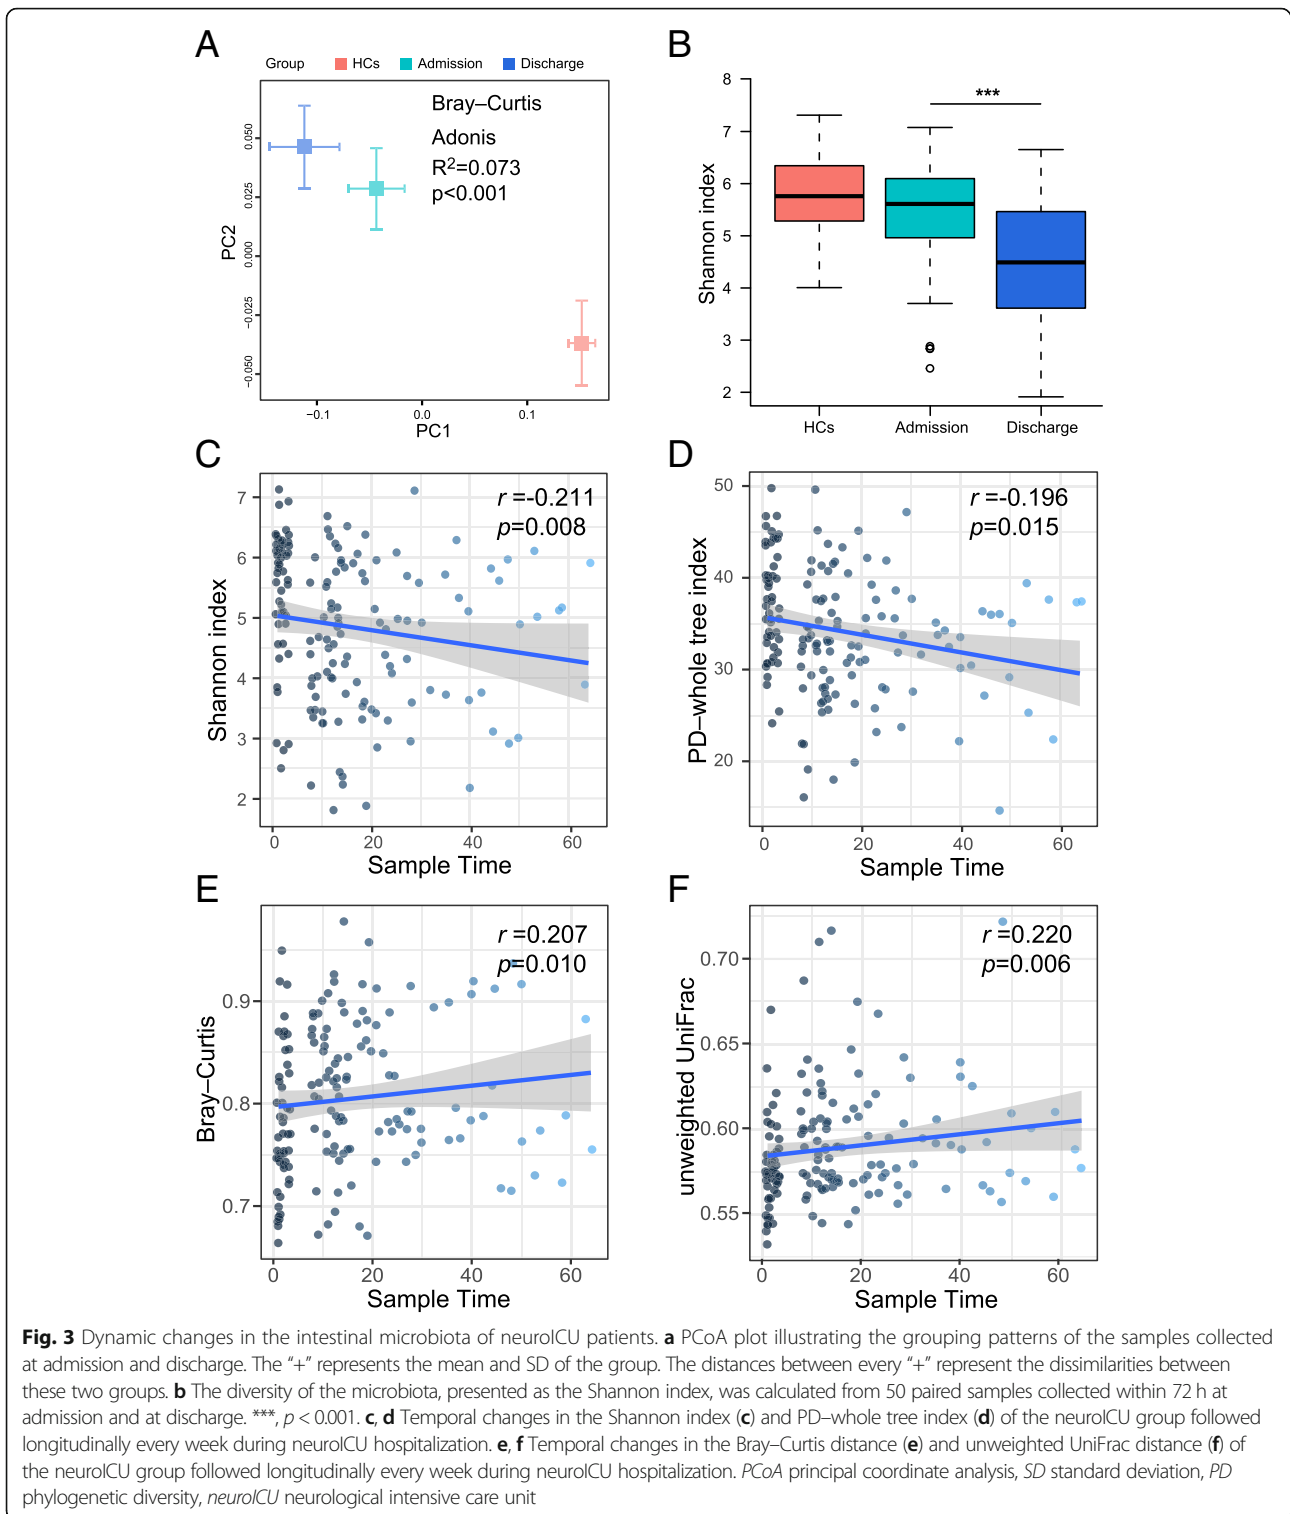 A
Group HCs Admission Discharge
Bray–Curtis
Adonis
R2=0.073
p<0.001
PC2
0.050
0.025
0.000
−0.025
−0.050
−0.1 0.0 0.1
PC1
B
***
Shannon index
8
7
6
5
4
3
2
HCs Admission Discharge
C
r =-0.211
p=0.008
Shannon index
7
6
5
4
3
2
0 20 40 60
Sample Time
D
r =-0.196
p=0.015
PD–whole tree index
50
40
30
20
0 20 40 60
Sample Time
E
r =0.207
p=0.010
Bray–Curtis
0.9
0.8
0.7
0 20 40 60
Sample Time
F
r =0.220
p=0.006
unweighted UniFrac
0.70
0.65
0.60
0.55
0 20 40 60
Sample Time
Fig. 3 Dynamic changes in the intestinal microbiota of neuroICU patients. a PCoA plot illustrating the grouping patterns of the samples collected
at admission and discharge. The “+” represents the mean and SD of the group. The distances between every “+” represent the dissimilarities between
these two groups. b The diversity of the microbiota, presented as the Shannon index, was calculated from 50 paired samples collected within 72 h at
admission and at discharge. ***, p < 0.001. c, d Temporal changes in the Shannon index (c) and PD–whole tree index (d) of the neuroICU group followed
longitudinally every week during neuroICU hospitalization. e, f Temporal changes in the Bray–Curtis distance (e) and unweighted UniFrac distance (f) of
the neuroICU group followed longitudinally every week during neuroICU hospitalization. PCoA principal coordinate analysis, SD standard deviation, PD
phylogenetic diversity, neuroICU neurological intensive care unit